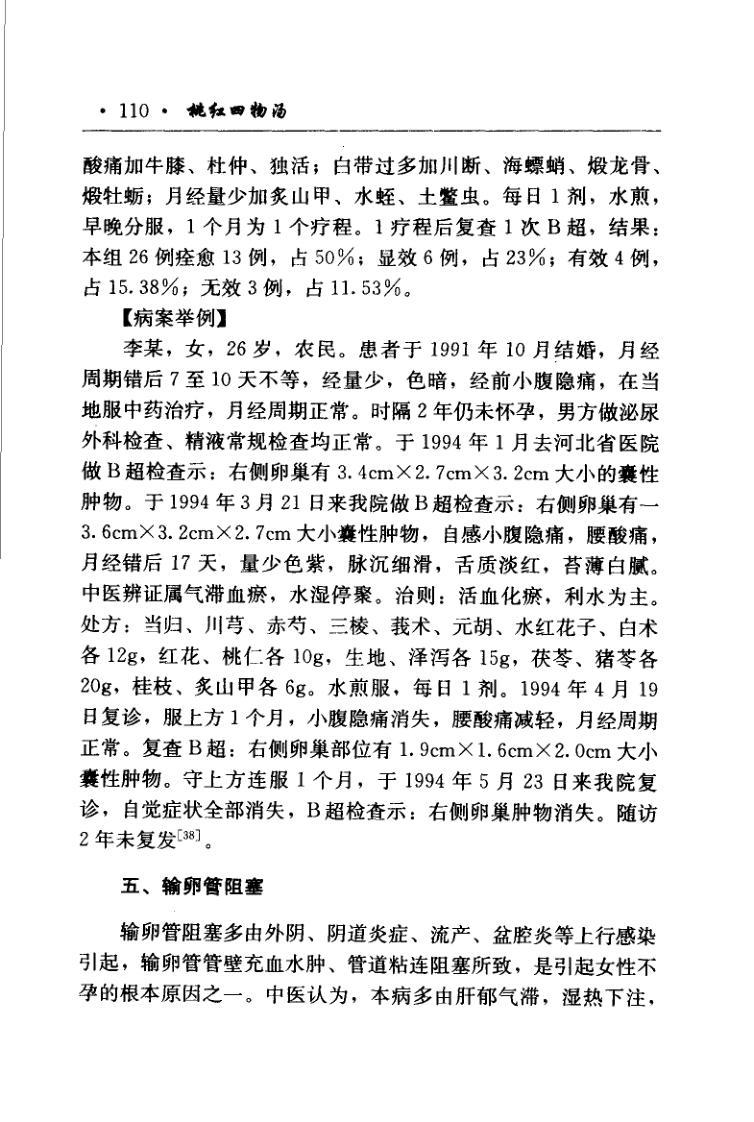 · 110 · 桃红四物汤
酸痛加牛膝、杜仲、独活；白带过多加川断、海螵蛸、煅龙骨、
煅牡蛎；月经量少加炙山甲、水蛭、土鳖虫。每日 1 剂，水煎，
早晚分服，1 个月为 1 个疗程。1 疗程后复查 1 次 B 超，结果：
本组 26 例痊愈 13 例，占 50%；显效 6 例，占 23%；有效 4 例，
占 15.38%；无效 3 例，占 11.53%。
【病案举例】
李某，女，26 岁，农民。患者于 1991 年 10 月结婚，月经
周期错后 7 至 10 天不等，经量少，色暗，经前小腹隐痛，在当
地服中药治疗，月经周期正常。时隔 2 年仍未怀孕，男方做泌尿
外科检查、精液常规检查均正常。于 1994 年 1 月去河北省医院
做 B 超检查示：右侧卵巢有 3.4cm×2.7cm×3.2cm 大小的囊性
肿物。于 1994 年 3 月 21 日来我院做 B 超检查示：右侧卵巢有一
3.6cm×3.2cm×2.7cm 大小囊性肿物，自感小腹隐痛，腰酸痛，
月经错后 17 天，量少色紫，脉沉细滑，舌质淡红，苔薄白腻。
中医辨证属气滞血瘀，水湿停聚。治则：活血化瘀，利水为主。
处方：当归、川芎、赤芍、三棱、莪术、元胡、水红花子、白术
各 12g，红花、桃仁各 10g，生地、泽泻各 15g，茯苓、猪苓各
20g，桂枝、炙山甲各 6g。水煎服，每日 1 剂。1994 年 4 月 19
日复诊，服上方 1 个月，小腹隐痛消失，腰酸痛减轻，月经周期
正常。复查 B 超：右侧卵巢部位有 1.9cm×1.6cm×2.0cm 大小
囊性肿物。守上方连服 1 个月，于 1994 年 5 月 23 日来我院复
诊，自觉症状全部消失，B 超检查示：右侧卵巢肿物消失。随访
2 年未复发[38]。
五、输卵管阻塞
输卵管阻塞多由外阴、阴道炎症、流产、盆腔炎等上行感染
引起，输卵管管壁充血水肿、管道粘连阻塞所致，是引起女性不
孕的根本原因之一。中医认为，本病多由肝郁气滞，湿热下注，